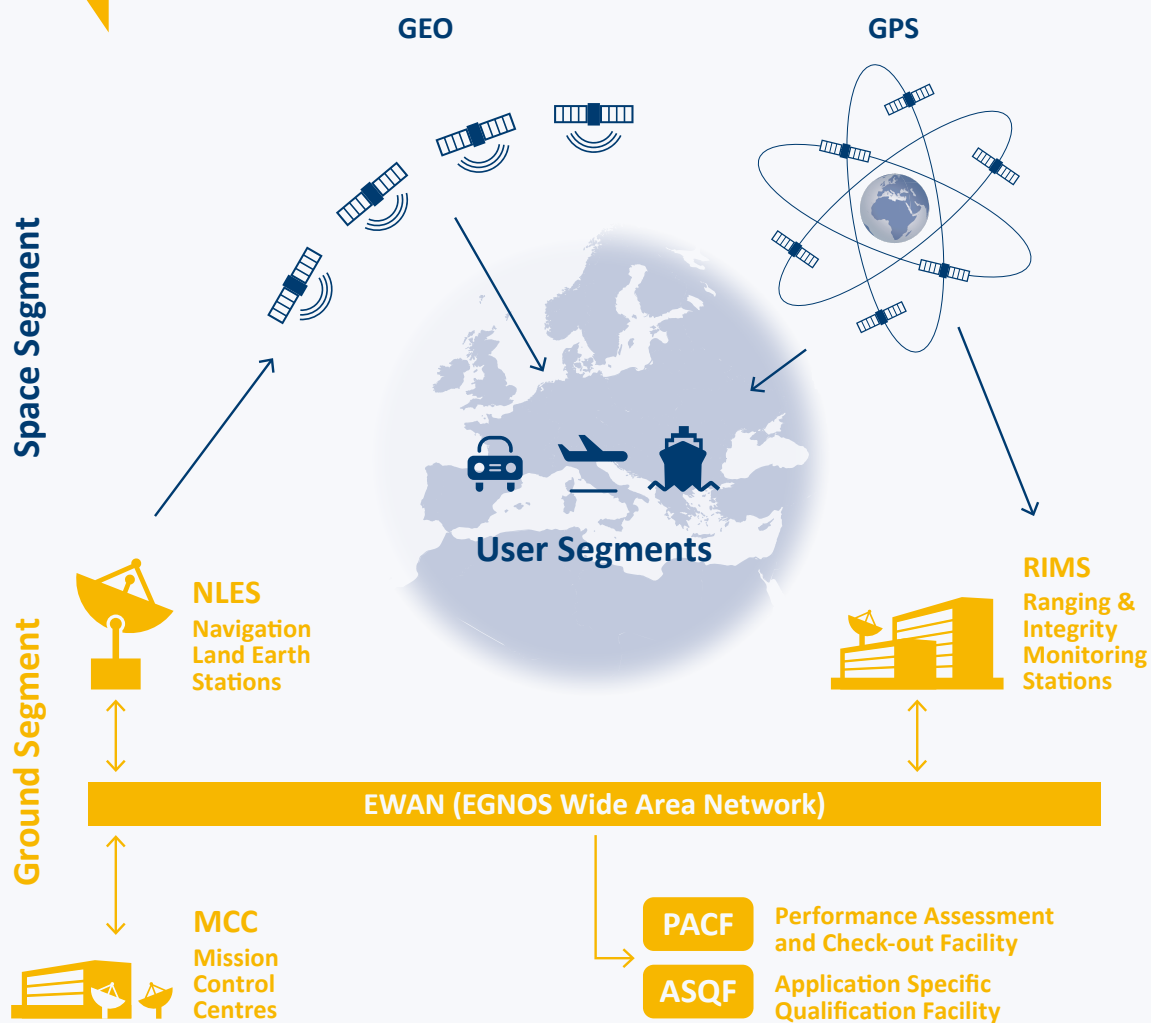 GEO
GPS
Space Segment
User Segments
NLES
Navigation
Land Earth
Stations
RIMS
Ranging &
Integrity
Monitoring
Stations
Ground Segment
EWAN (EGNOS Wide Area Network)
MCC
Mission
Control
Centres
PACF
Performance Assessment
and Check-out Facility
ASQF
Application Specific
Qualification Facility